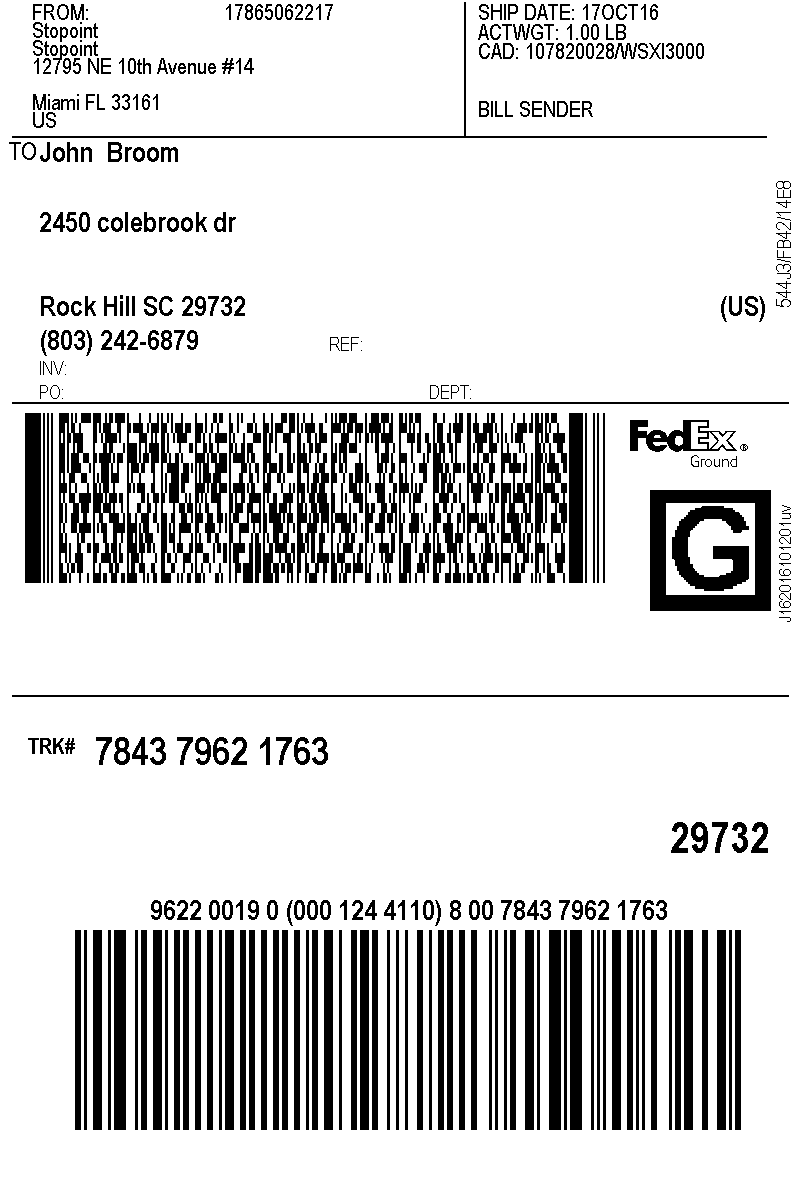 FROM: 17865062217
Stopoint
Stopoint
12795 NE 10th Avenue #14
Miami FL 33161
US
SHIP DATE: 17OCT16
ACTWGT: 1.00 LB
CAD: 107820028/WSXI3000
BILL SENDER
TO John Broom
2450 colebrook dr
Rock Hill SC 29732 (US)
(803) 242-6879 REF:
INV:
PO: DEPT:
544J3/FB42/14E8
FedEx®
Ground
G
J162016101201uv
TRK# 7843 7962 1763
29732
9622 0019 0 (000 124 4110) 8 00 7843 7962 1763